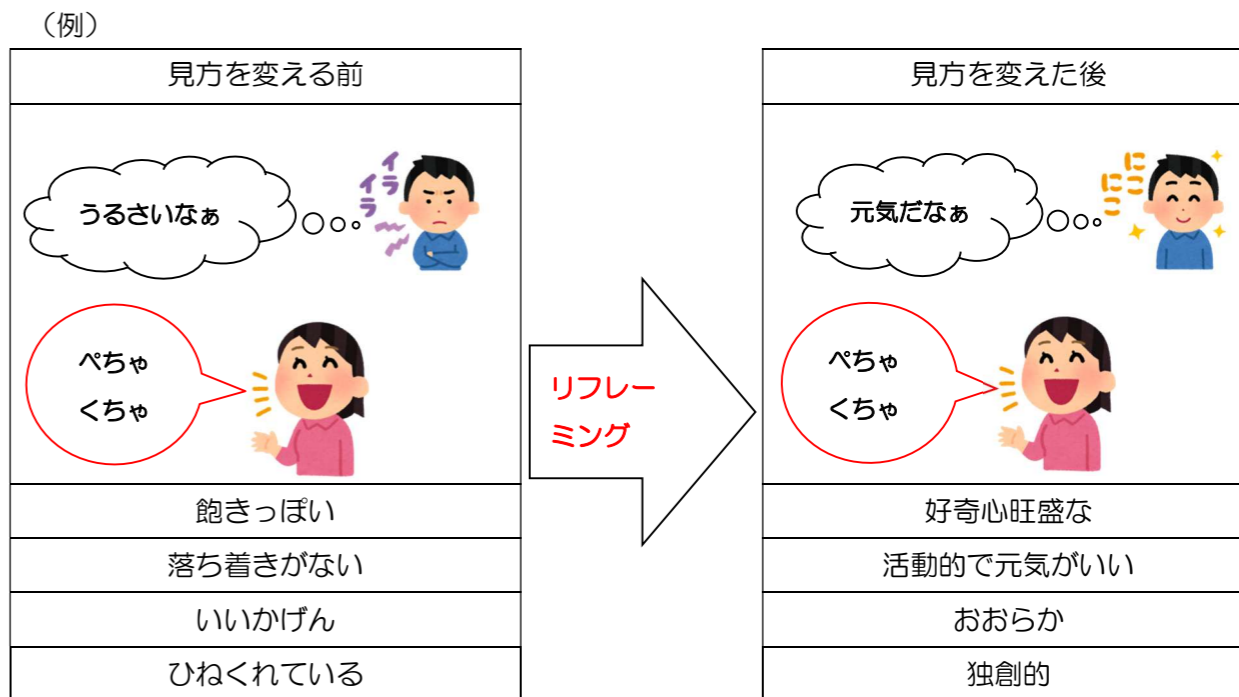 （例）
見方を変える前
うるさいなぁ
イライラ
ぺちゃ
くちゃ
飽きっぽい
落ち着きがない
いいかげん
ひねくれている
リフレー
ミング
見方を変えた後
元気だなぁ
にこにこ
ぺちゃ
くちゃ
好奇心旺盛な
活動的で元気がいい
おおらか
独創的